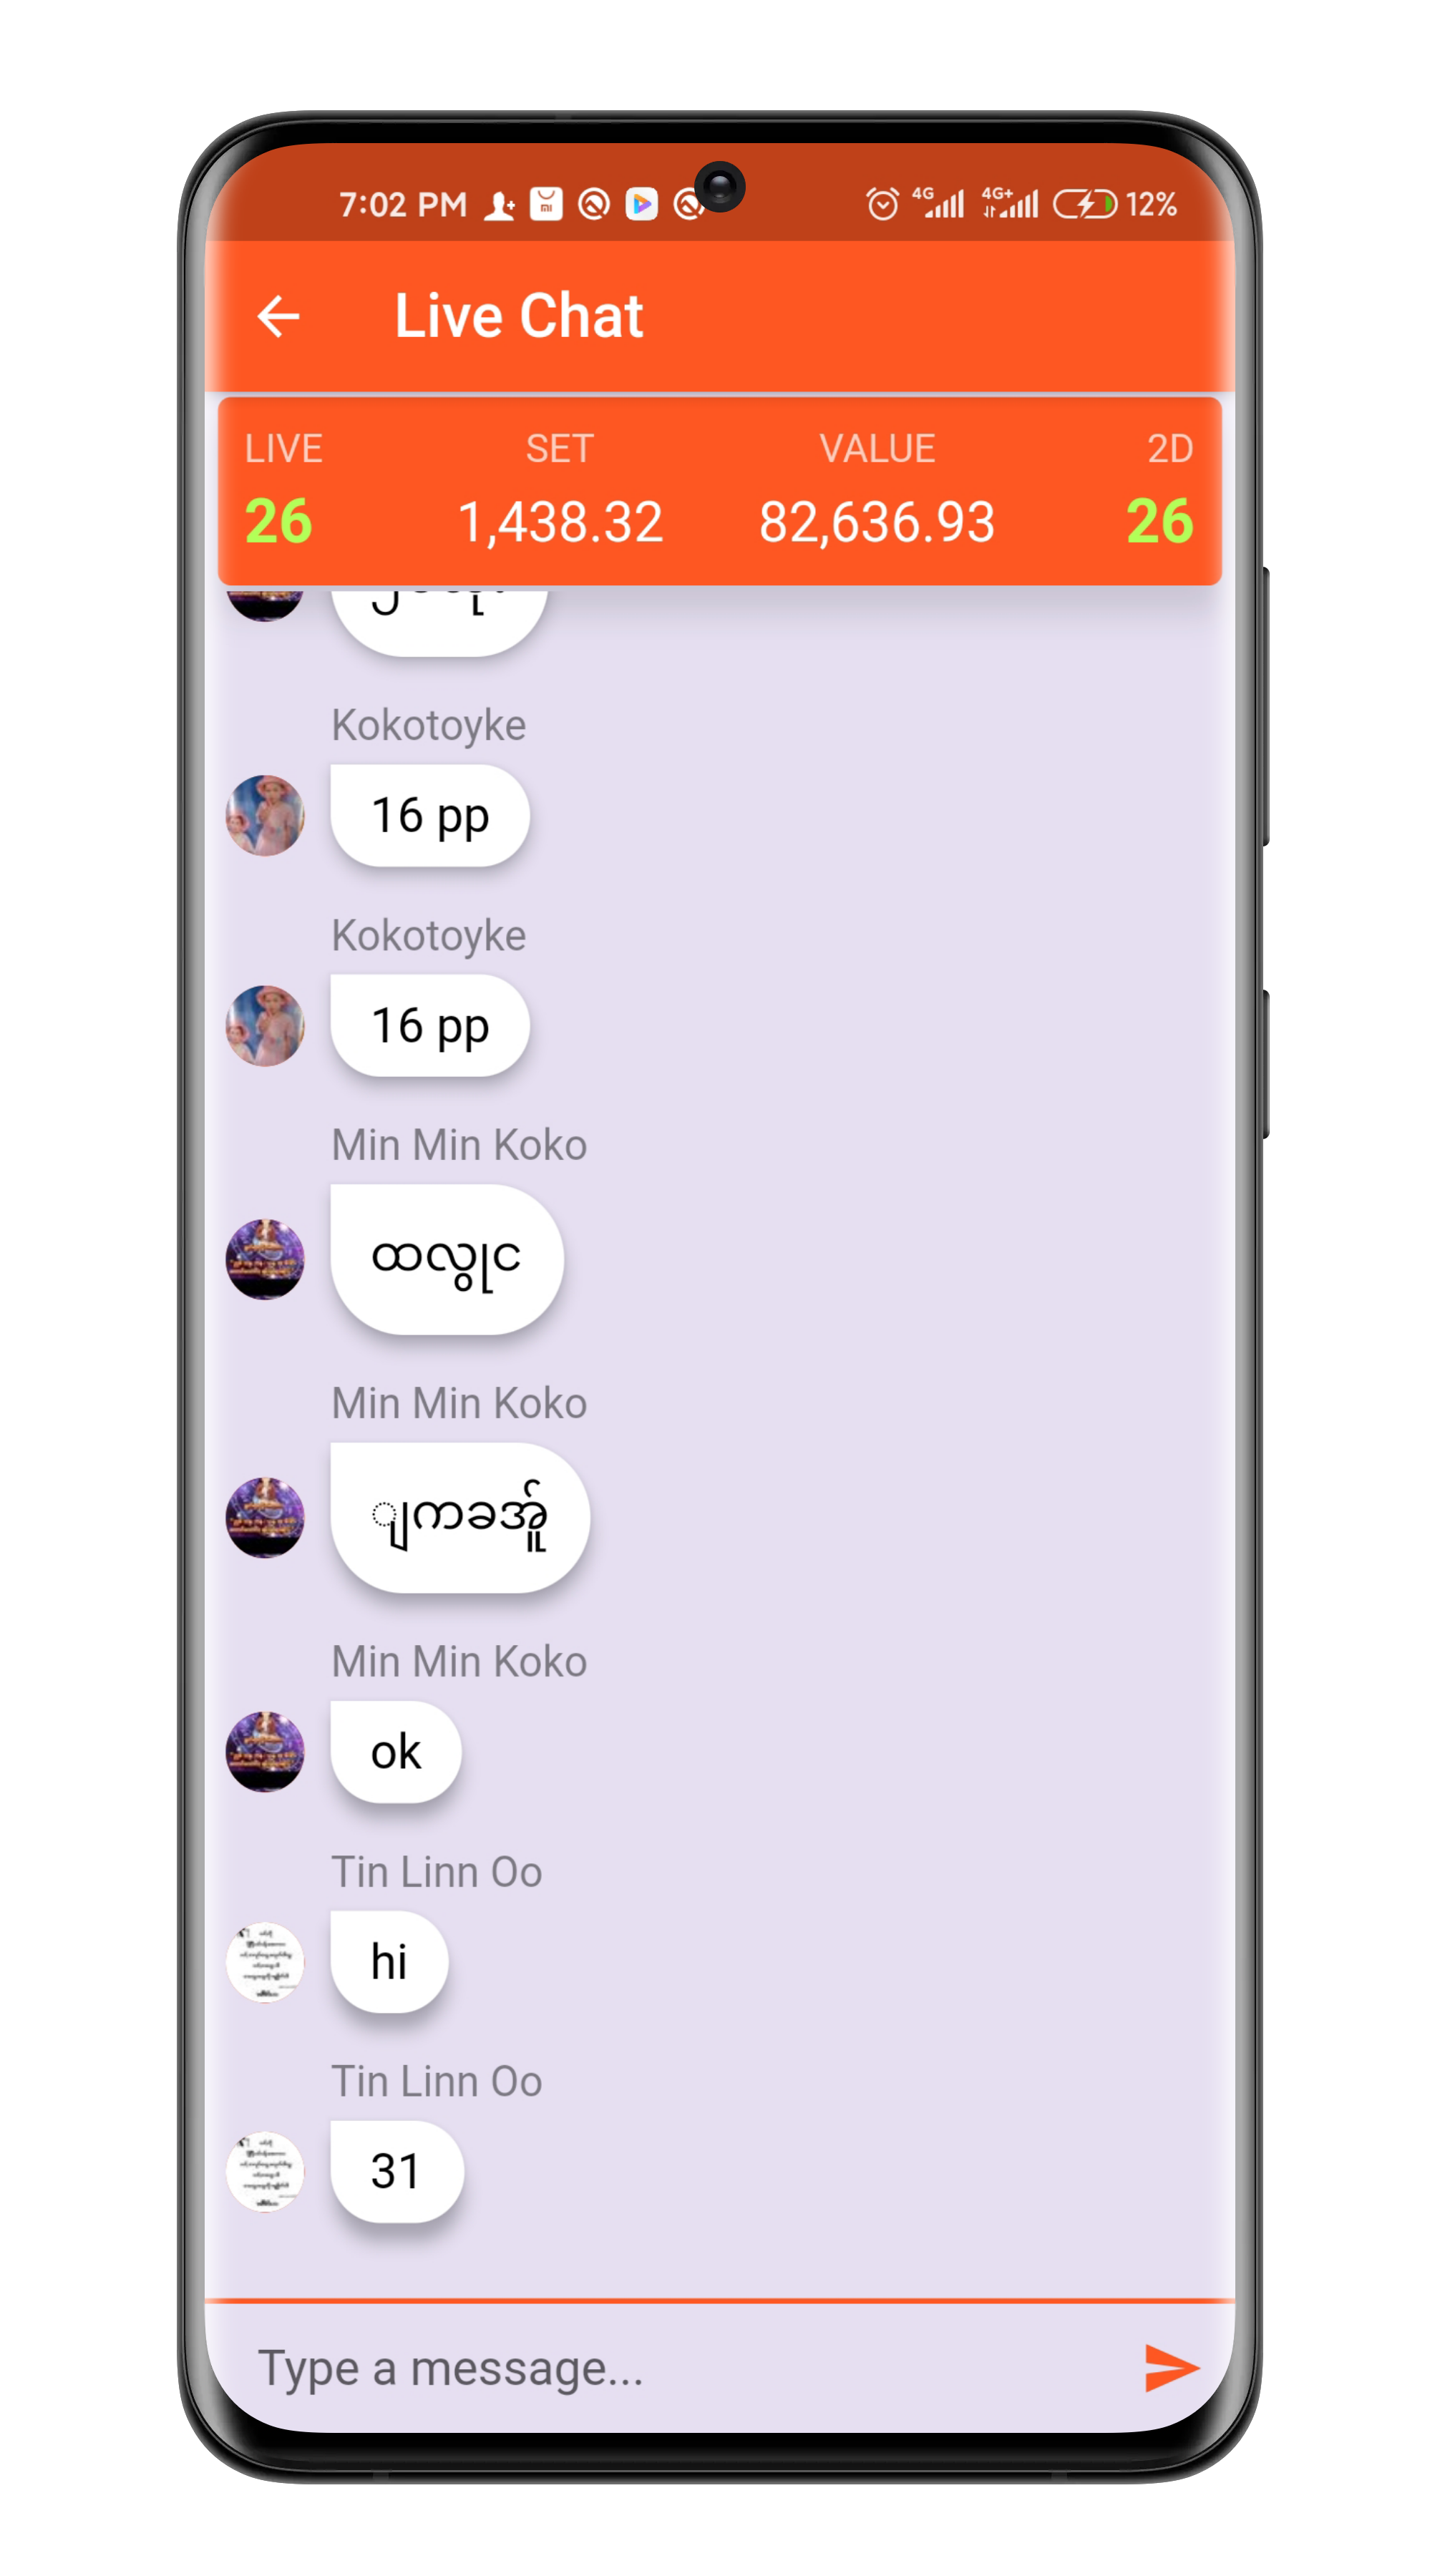 7:02 PM 4G 4G+ 12%
Live Chat
LIVE SET VALUE 2D
26 1,438.32 82,636.93 26
Kokotoyke
16 pp
Kokotoyke
16 pp
Min Min Koko
ထလွုင
Min Min Koko
ျကခအ်ူ
Min Min Koko
ok
Tin Linn Oo
hi
Tin Linn Oo
31
Type a message...